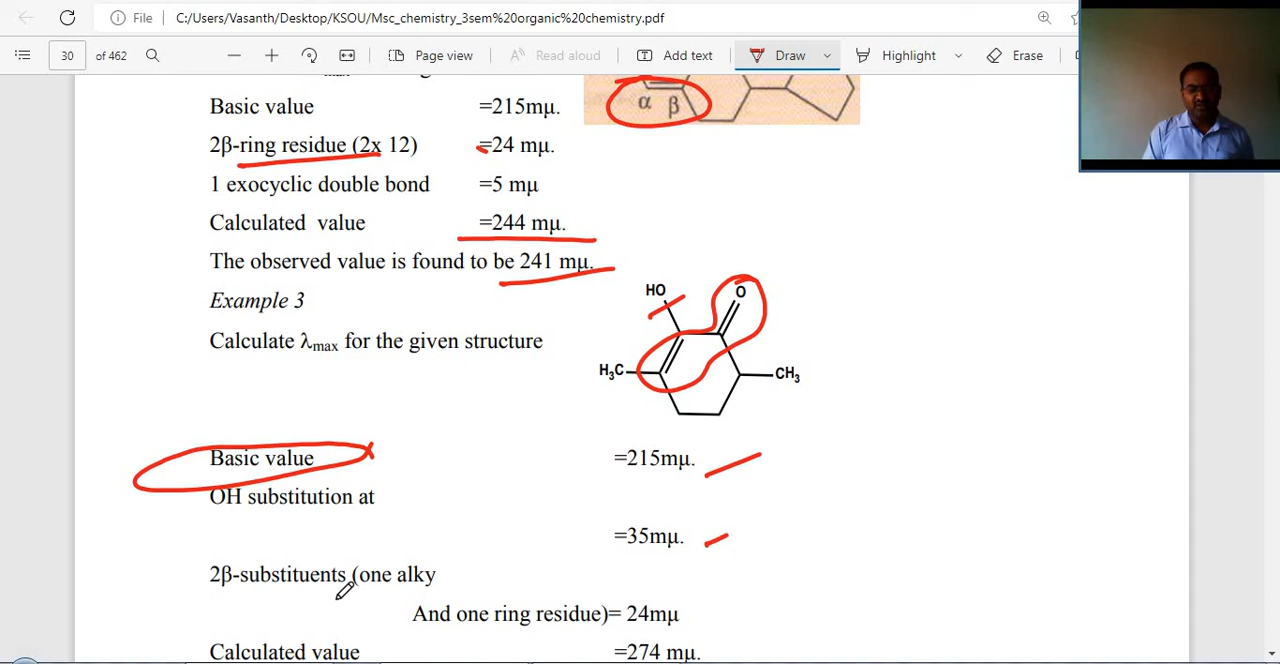 File C:/Users/Vasanth/Desktop/KSOU/Msc_chemistry_3sem%20organic%20chemistry.pdf
30 of 462 Page view Read aloud Add text Draw Highlight Erase
Basic value =215mμ.
α β
2β-ring residue (2x 12) =24 mμ.
1 exocyclic double bond =5 mμ
Calculated value =244 mμ.
The observed value is found to be 241 mμ.
Example 3
HO O
Calculate λmax for the given structure
H3C CH3
Basic value =215mμ.
OH substitution at
=35mμ.
2β-substituents (one alky
And one ring residue)= 24mμ
Calculated value =274 mμ.